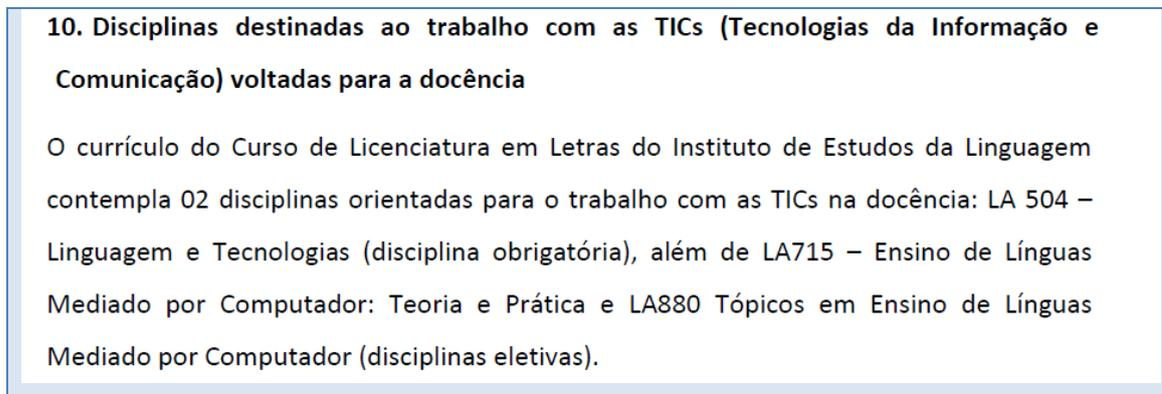 10. Disciplinas destinadas ao trabalho com as TICs (Tecnologias da Informação e
Comunicação) voltadas para a docência
O currículo do Curso de Licenciatura em Letras do Instituto de Estudos da Linguagem
contempla 02 disciplinas orientadas para o trabalho com as TICs na docência: LA 504 –
Linguagem e Tecnologias (disciplina obrigatória), além de LA715 – Ensino de Línguas
Mediado por Computador: Teoria e Prática e LA880 Tópicos em Ensino de Línguas
Mediado por Computador (disciplinas eletivas).